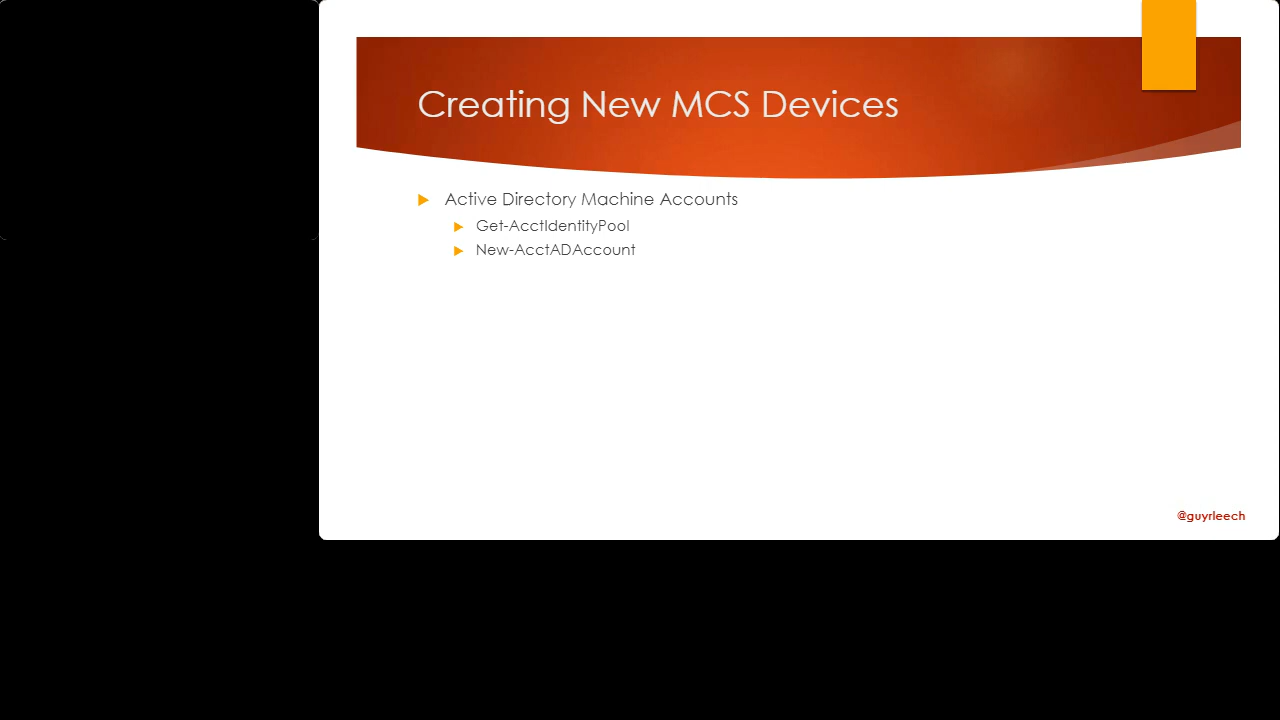 Creating New MCS Devices
Active Directory Machine Accounts
Get-AcctIdentityPool
New-AcctADAccount
@guyrleech